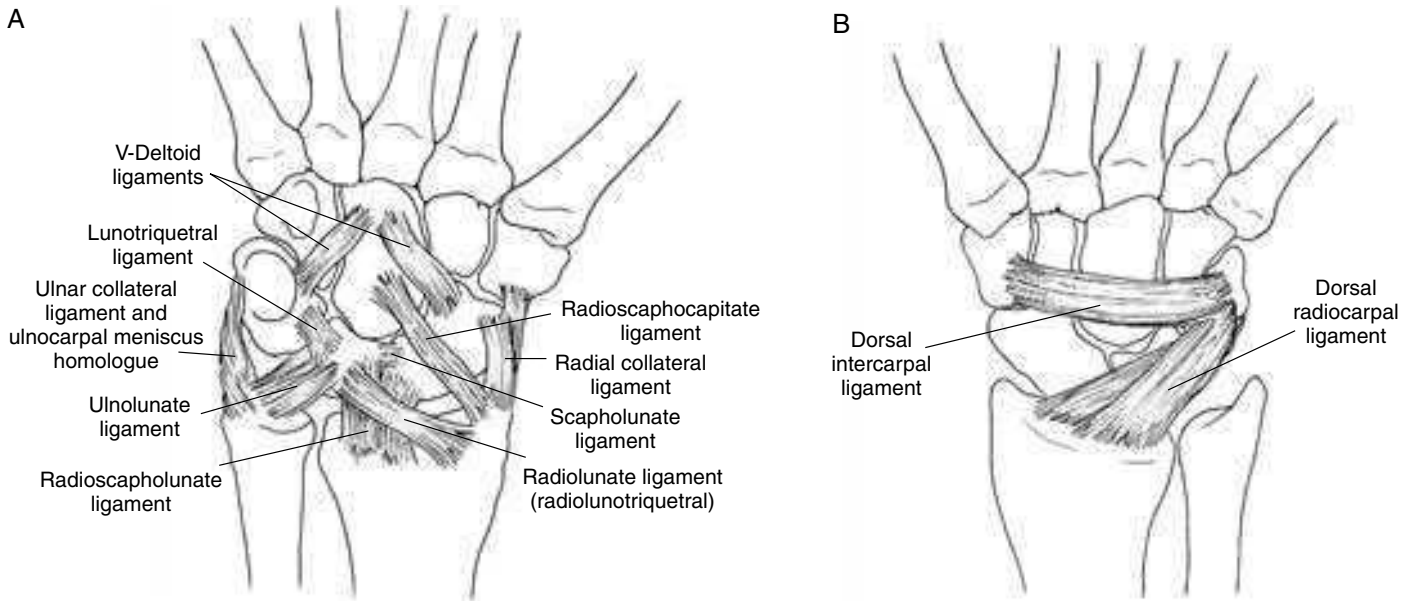 A
V-Deltoid
ligaments
Lunotriquetral
ligament
Ulnar collateral
ligament and
ulnocarpal meniscus
homologue
Ulnolunate
ligament
Radioscapholunate
ligament
Radioscaphocapitate
ligament
Radial collateral
ligament
Scapholunate
ligament
Radiolunate ligament
(radiolunotriquetral)
B
Dorsal
intercarpal
ligament
Dorsal
radiocarpal
ligament